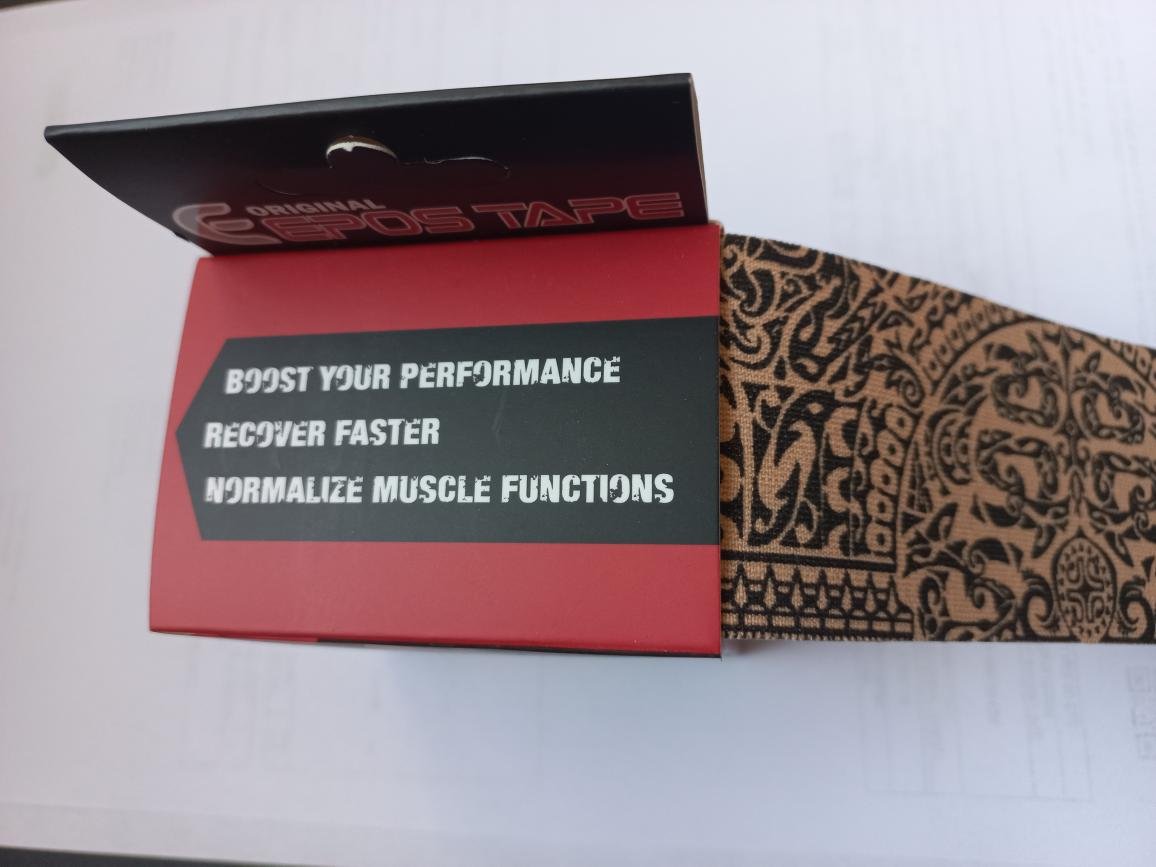 ORIGINAL
EPOS TAPE
BOOST YOUR PERFORMANCE
RECOVER FASTER
NORMALIZE MUSCLE FUNCTIONS